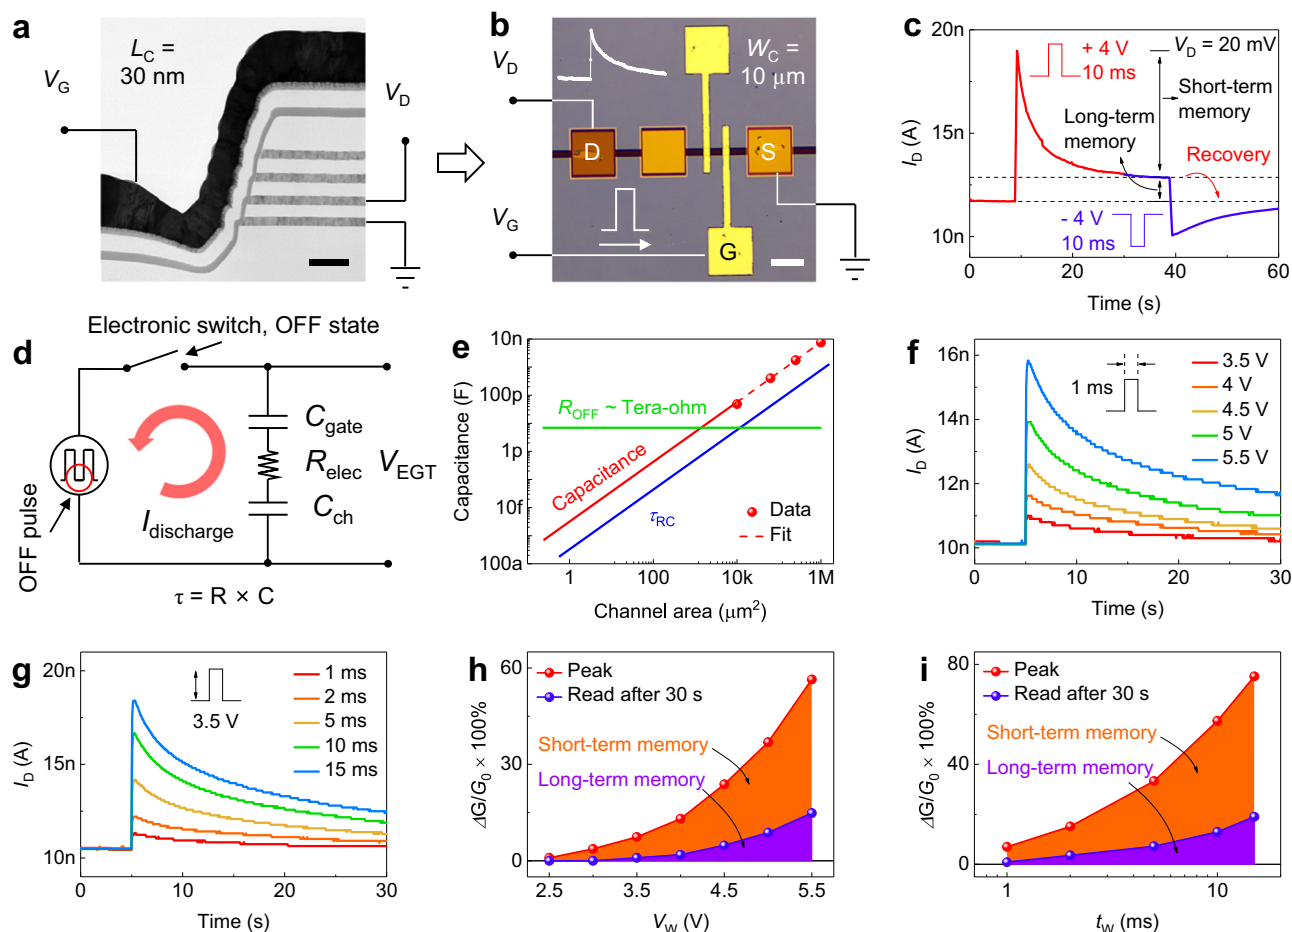 a
L_C =
30 nm
V_G
V_D
b
V_D
W_C =
10 μm
D
S
V_G
G
c
20n
15n
10n
I_D (A)
+ 4 V
10 ms
V_D = 20 mV
Short-term
memory
Long-term
memory
Recovery
- 4 V
10 ms
0
20
40
60
Time (s)
d
Electronic switch, OFF state
C_gate
R_elec
C_ch
V_EGT
I_discharge
OFF pulse
τ = R × C
e
10n
100p
1p
10f
100a
Capacitance (F)
R_OFF ~ Tera-ohm
Capacitance
τ_RC
Data
Fit
1
100
10k
1M
Channel area (μm²)
f
16n
14n
12n
10n
I_D (A)
1 ms
3.5 V
4 V
4.5 V
5 V
5.5 V
0
10
20
30
Time (s)
g
20n
15n
10n
I_D (A)
3.5 V
1 ms
2 ms
5 ms
10 ms
15 ms
0
10
20
30
Time (s)
h
60
30
0
ΔG/G_0 × 100%
Peak
Read after 30 s
Short-term memory
Long-term memory
2.5
3.5
4.5
5.5
V_W (V)
i
80
40
0
ΔG/G_0 × 100%
Peak
Read after 30 s
Short-term memory
Long-term memory
1
10
t_W (ms)